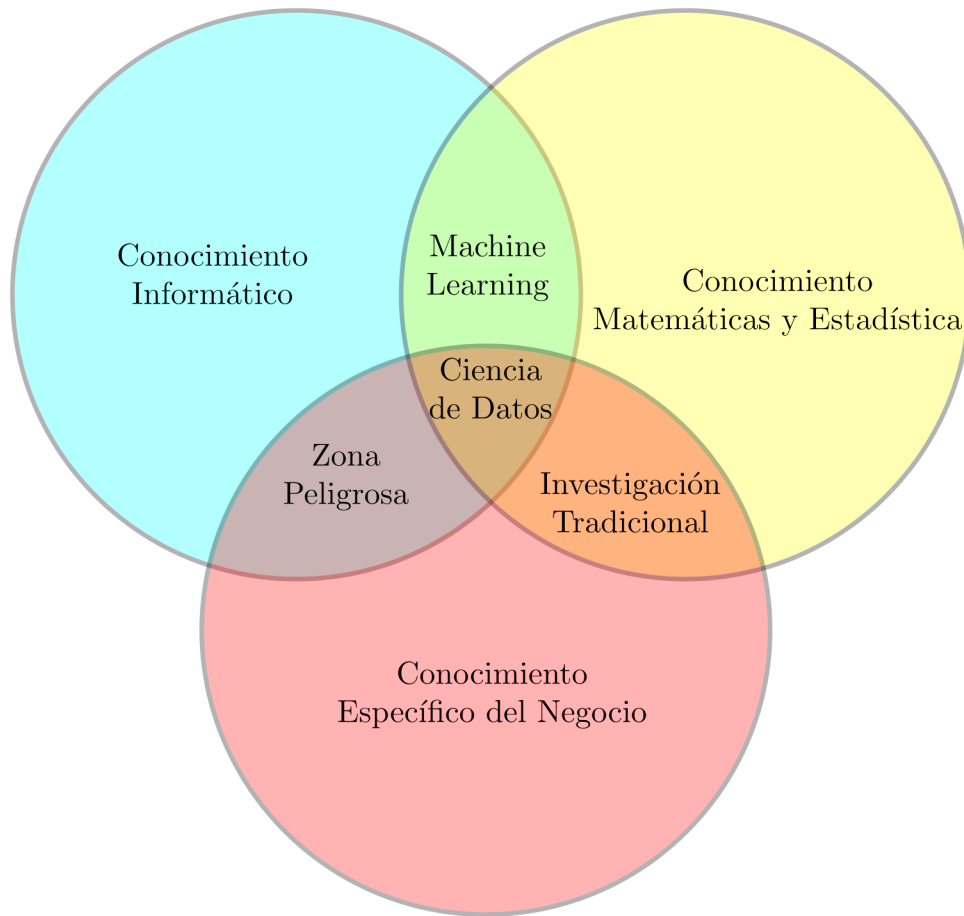 Conocimiento
Informático
Machine
Learning
Conocimiento
Matemáticas y Estadística
Ciencia
de Datos
Zona
Peligrosa
Investigación
Tradicional
Conocimiento
Específico del Negocio